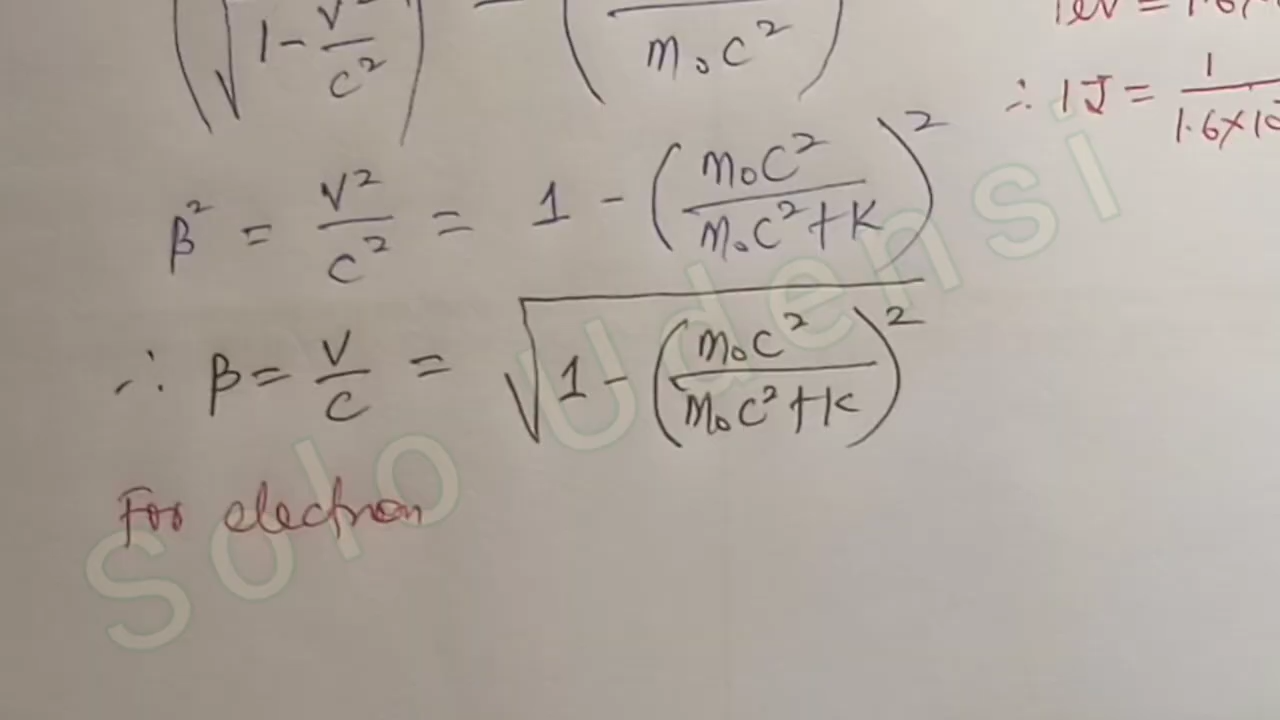 (√1-V²/C²) = (/m₀C²)
1eV = 1.6×
∴ 1J = 1/1.6×10
β² = V²/C² = 1 - (m₀C²/m₀C²+K)²
∴ β = V/C = √1-(m₀C²/m₀C²+K)²
For electron
Solo Udensi